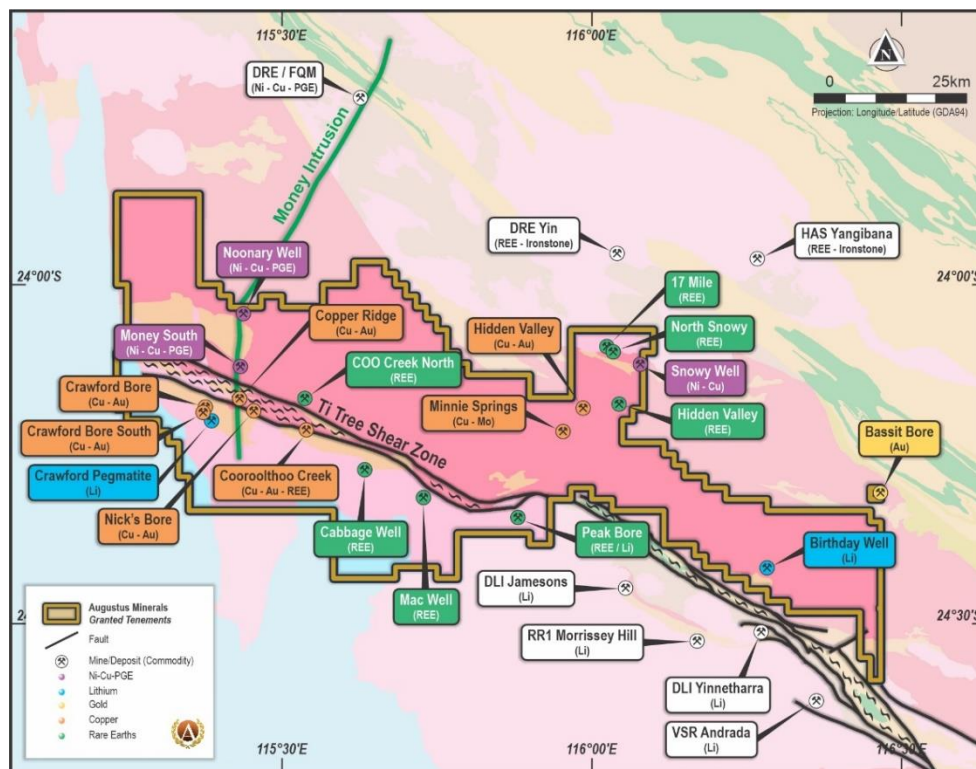 115°30'E
116°00'E
N
0 25km
Projection: Longitude/Latitude (GDA94)
DRE / FQM
(Ni - Cu - PGE)
Money Intrusion
DRE Yin
(REE - Ironstone)
HAS Yangibana
(REE - Ironstone)
Noonary Well
(Ni - Cu - PGE)
24°00'S
24°00'S
17 Mile
(REE)
Copper Ridge
(Cu - Au)
Hidden Valley
(Cu - Au)
North Snowy
(REE)
Money South
(Ni - Cu - PGE)
COO Creek North
(REE)
Snowy Well
(Ni - Cu)
Crawford Bore
(Cu - Au)
Ti Tree Shear Zone
Minnie Springs
(Cu - Mo)
Hidden Valley
(REE)
Crawford Bore South
(Cu - Au)
Bassit Bore
(Au)
Crawford Pegmatite
(Li)
Cooroolthoo Creek
(Cu - Au - REE)
Nick's Bore
(Cu - Au)
Cabbage Well
(REE)
Peak Bore
(REE / Li)
Birthday Well
(Li)
Mac Well
(REE)
DLI Jamesons
(Li)
24°30'S
RR1 Morrissey Hill
(Li)
DLI Yinnetharra
(Li)
VSR Andrada
(Li)
Augustus Minerals
Granted Tenements
Fault
Mine/Deposit (Commodity)
Ni-Cu-PGE
Lithium
Gold
Copper
Rare Earths
A
115°30'E
116°00'E